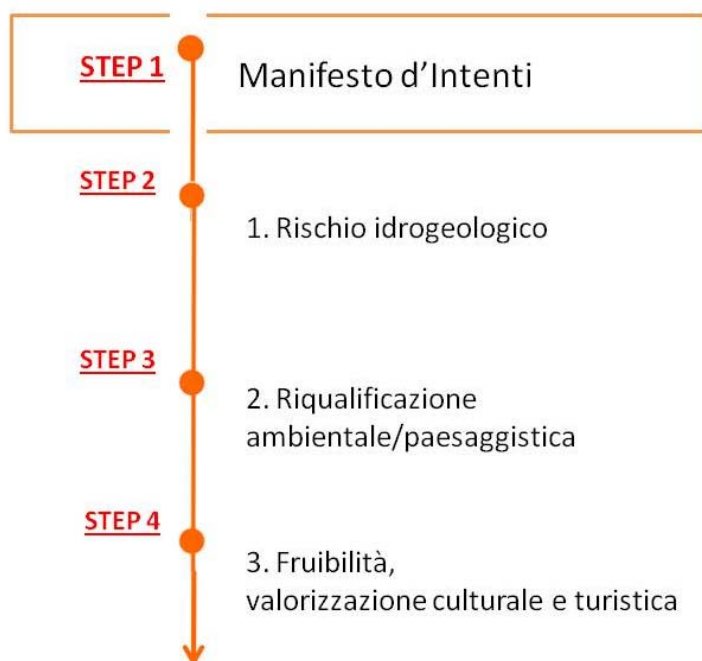 STEP 1
Manifesto d'Intenti
STEP 2
1. Rischio idrogeologico
STEP 3
2. Riqualificazione
ambientale/paesaggistica
STEP 4
3. Fruibilità,
valorizzazione culturale e turistica